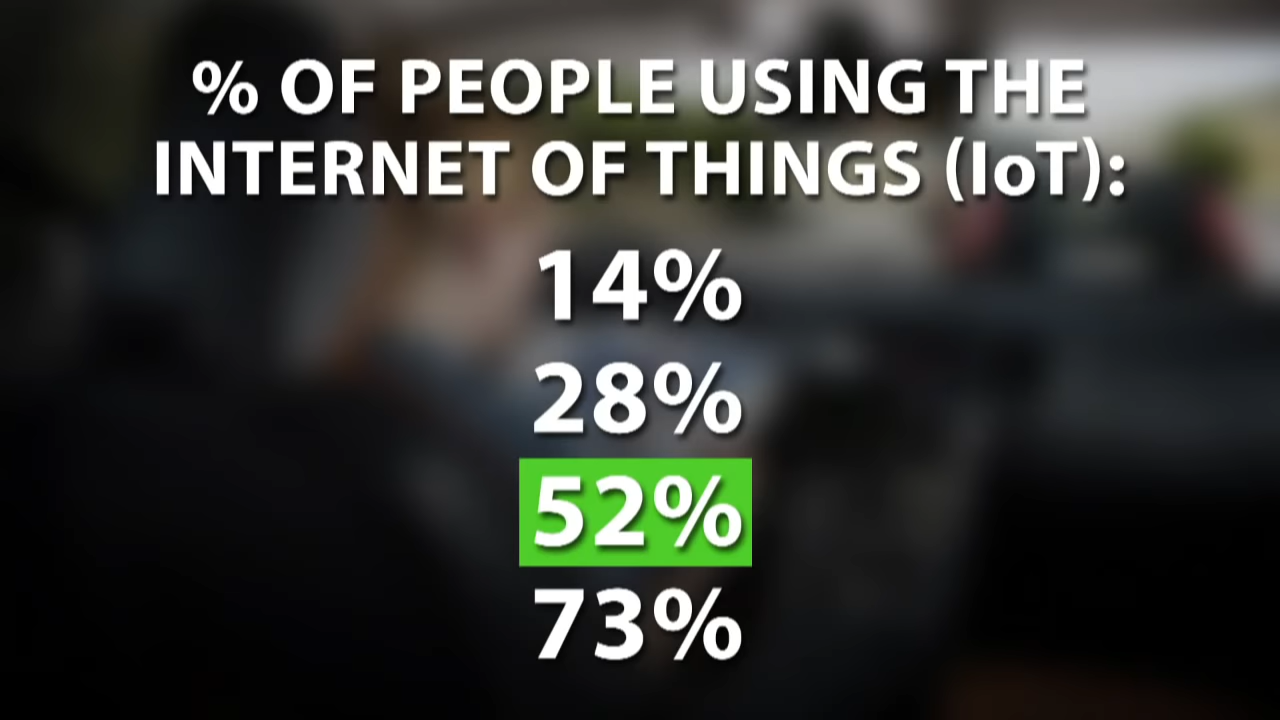 % OF PEOPLE USING THE
INTERNET OF THINGS (IoT):
14%
28%
52%
73%